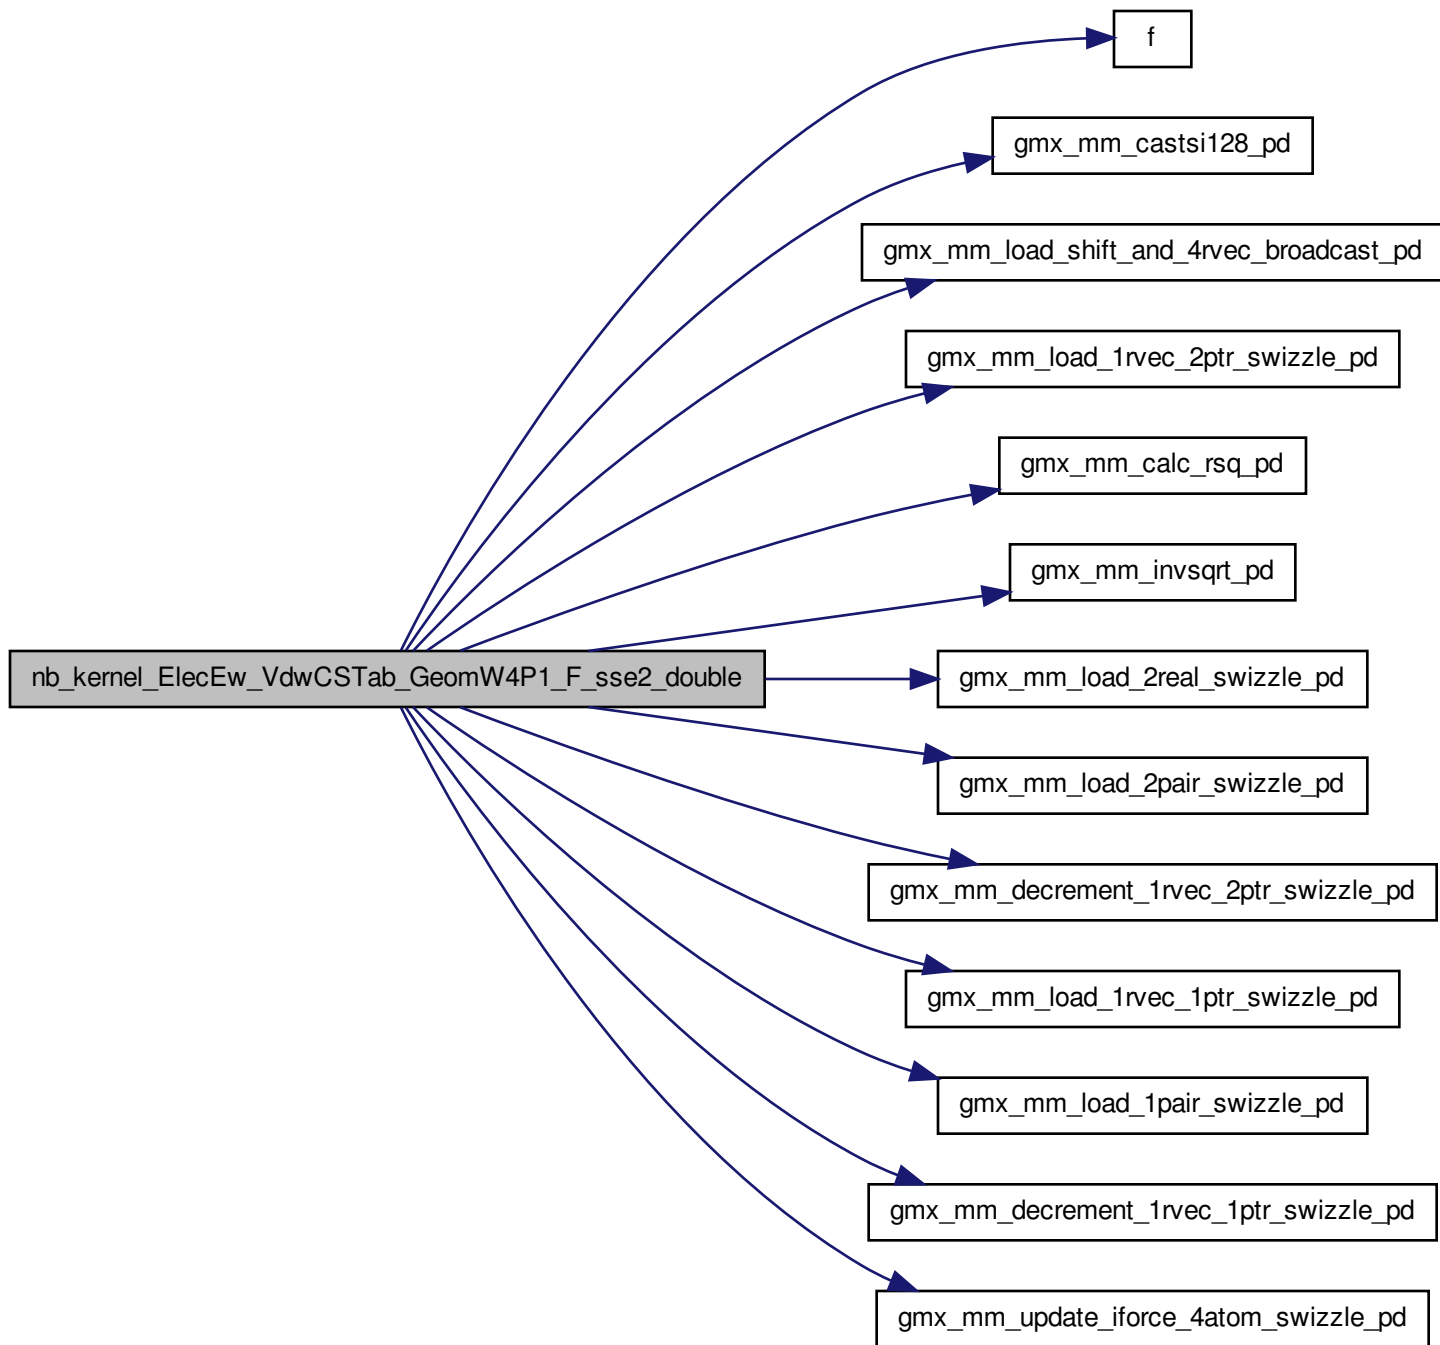 f
gmx_mm_castsi128_pd
gmx_mm_load_shift_and_4rvec_broadcast_pd
gmx_mm_load_1rvec_2ptr_swizzle_pd
gmx_mm_calc_rsq_pd
gmx_mm_invsqrt_pd
nb_kernel_ElecEw_VdwCSTab_GeomW4P1_F_sse2_double
gmx_mm_load_2real_swizzle_pd
gmx_mm_load_2pair_swizzle_pd
gmx_mm_decrement_1rvec_2ptr_swizzle_pd
gmx_mm_load_1rvec_1ptr_swizzle_pd
gmx_mm_load_1pair_swizzle_pd
gmx_mm_decrement_1rvec_1ptr_swizzle_pd
gmx_mm_update_iforce_4atom_swizzle_pd